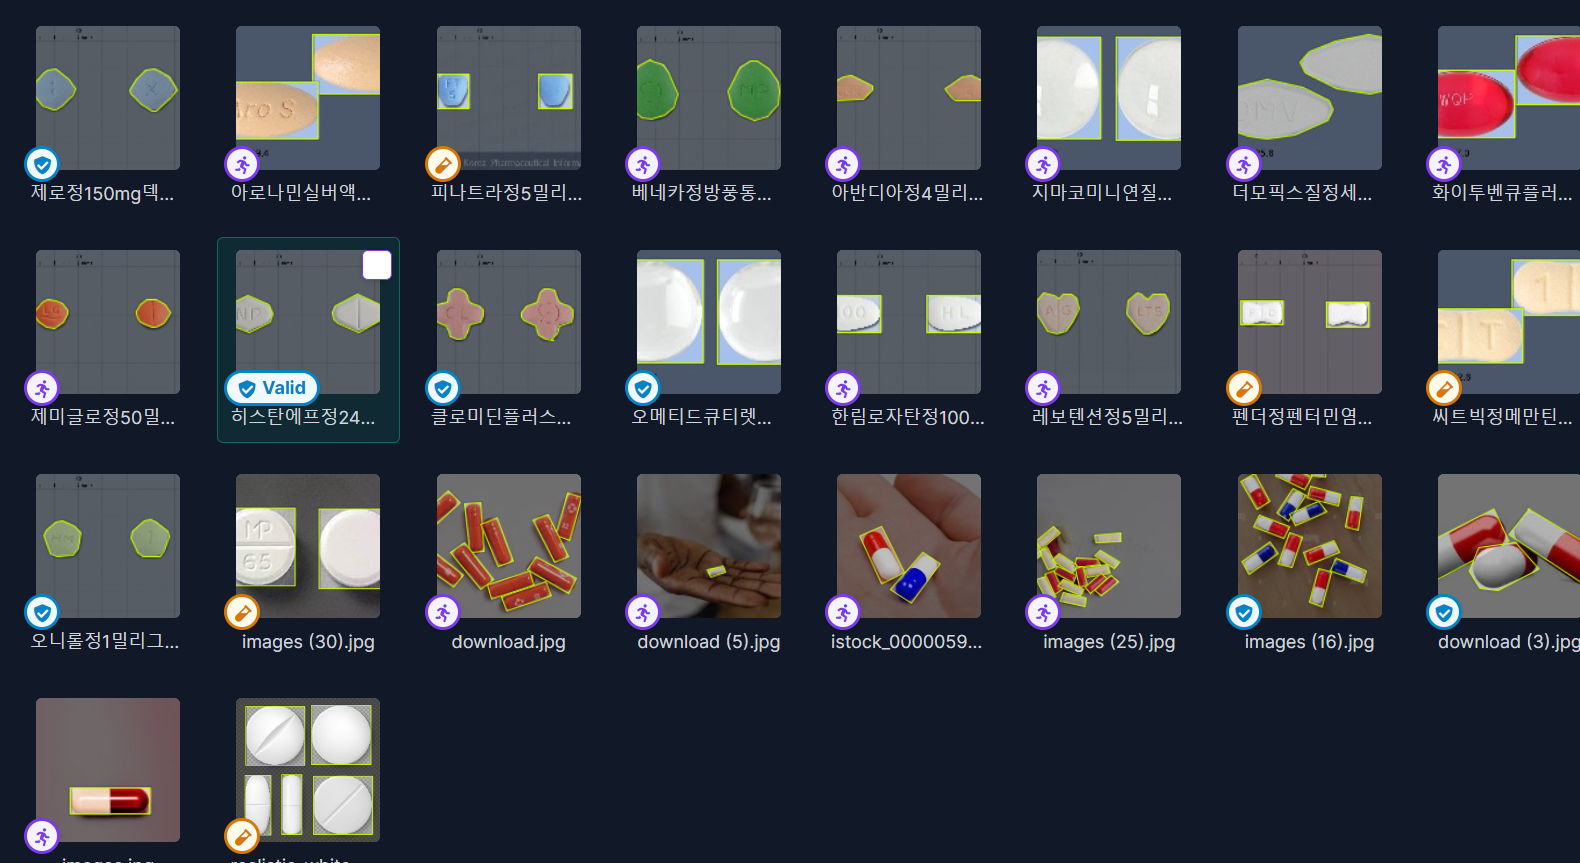 제로정150mg덱...
아로나민실버액...
피나트라정5밀리...
베네카정방풍통...
아반디아정4밀리...
지마코미니연질...
더모픽스질정세...
화이투벤큐플러...
제미글로정50밀...
Valid
히스탄에프정24...
클로미딘플러스...
오메티드큐티렛...
한림로자탄정100...
레보텐션정5밀리...
펜더정펜터민염...
씨트빅정메만틴...
오니롤정1밀리그...
MP
65
images (30).jpg
download.jpg
download (5).jpg
istock_0000059...
images (25).jpg
images (16).jpg
download (3).jpg